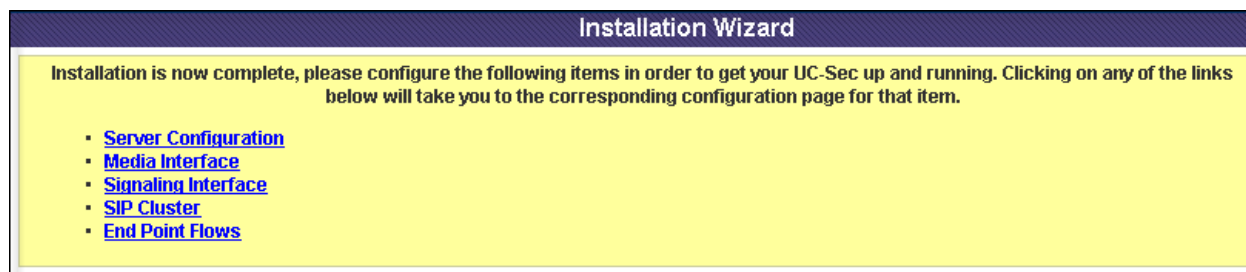 Installation Wizard
Installation is now complete, please configure the following items in order to get your UC-Sec up and running. Clicking on any of the links
below will take you to the corresponding configuration page for that item.
Server Configuration
Media Interface
Signaling Interface
SIP Cluster
End Point Flows